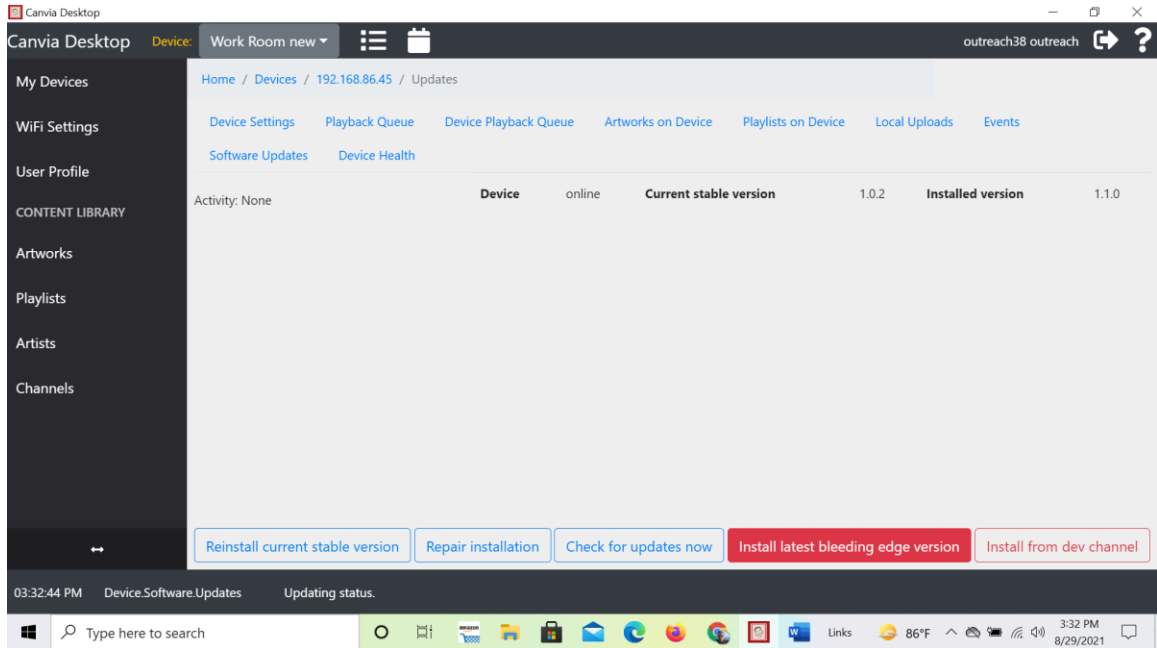 Canvia Desktop
Canvia Desktop Device: Work Room new outreach38 outreach ?
My Devices
WiFi Settings
User Profile
CONTENT LIBRARY
Artworks
Playlists
Artists
Channels
Home / Devices / 192.168.86.45 / Updates
Device Settings Playback Queue Device Playback Queue Artworks on Device Playlists on Device Local Uploads Events
Software Updates Device Health
Activity: None Device online Current stable version 1.0.2 Installed version 1.1.0
Reinstall current stable version Repair installation Check for updates now Install latest bleeding edge version Install from dev channel
03:32:44 PM Device.Software.Updates Updating status.
Type here to search amazon W Links 86°F 3:32 PM
8/29/2021